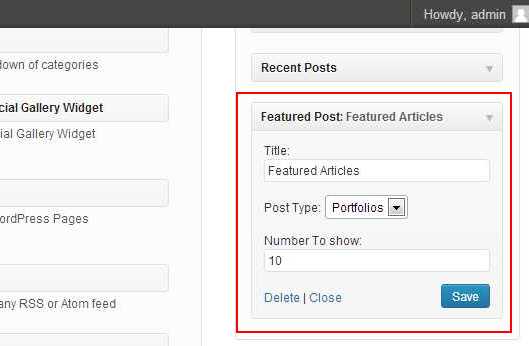 Howdy, admin
down of categories
cial Gallery Widget
cial Gallery Widget
ordPress Pages
any RSS or Atom feed
Recent Posts
Featured Post: Featured Articles
Title:
Featured Articles
Post Type: Portfolios
Number To show:
10
Delete | Close
Save